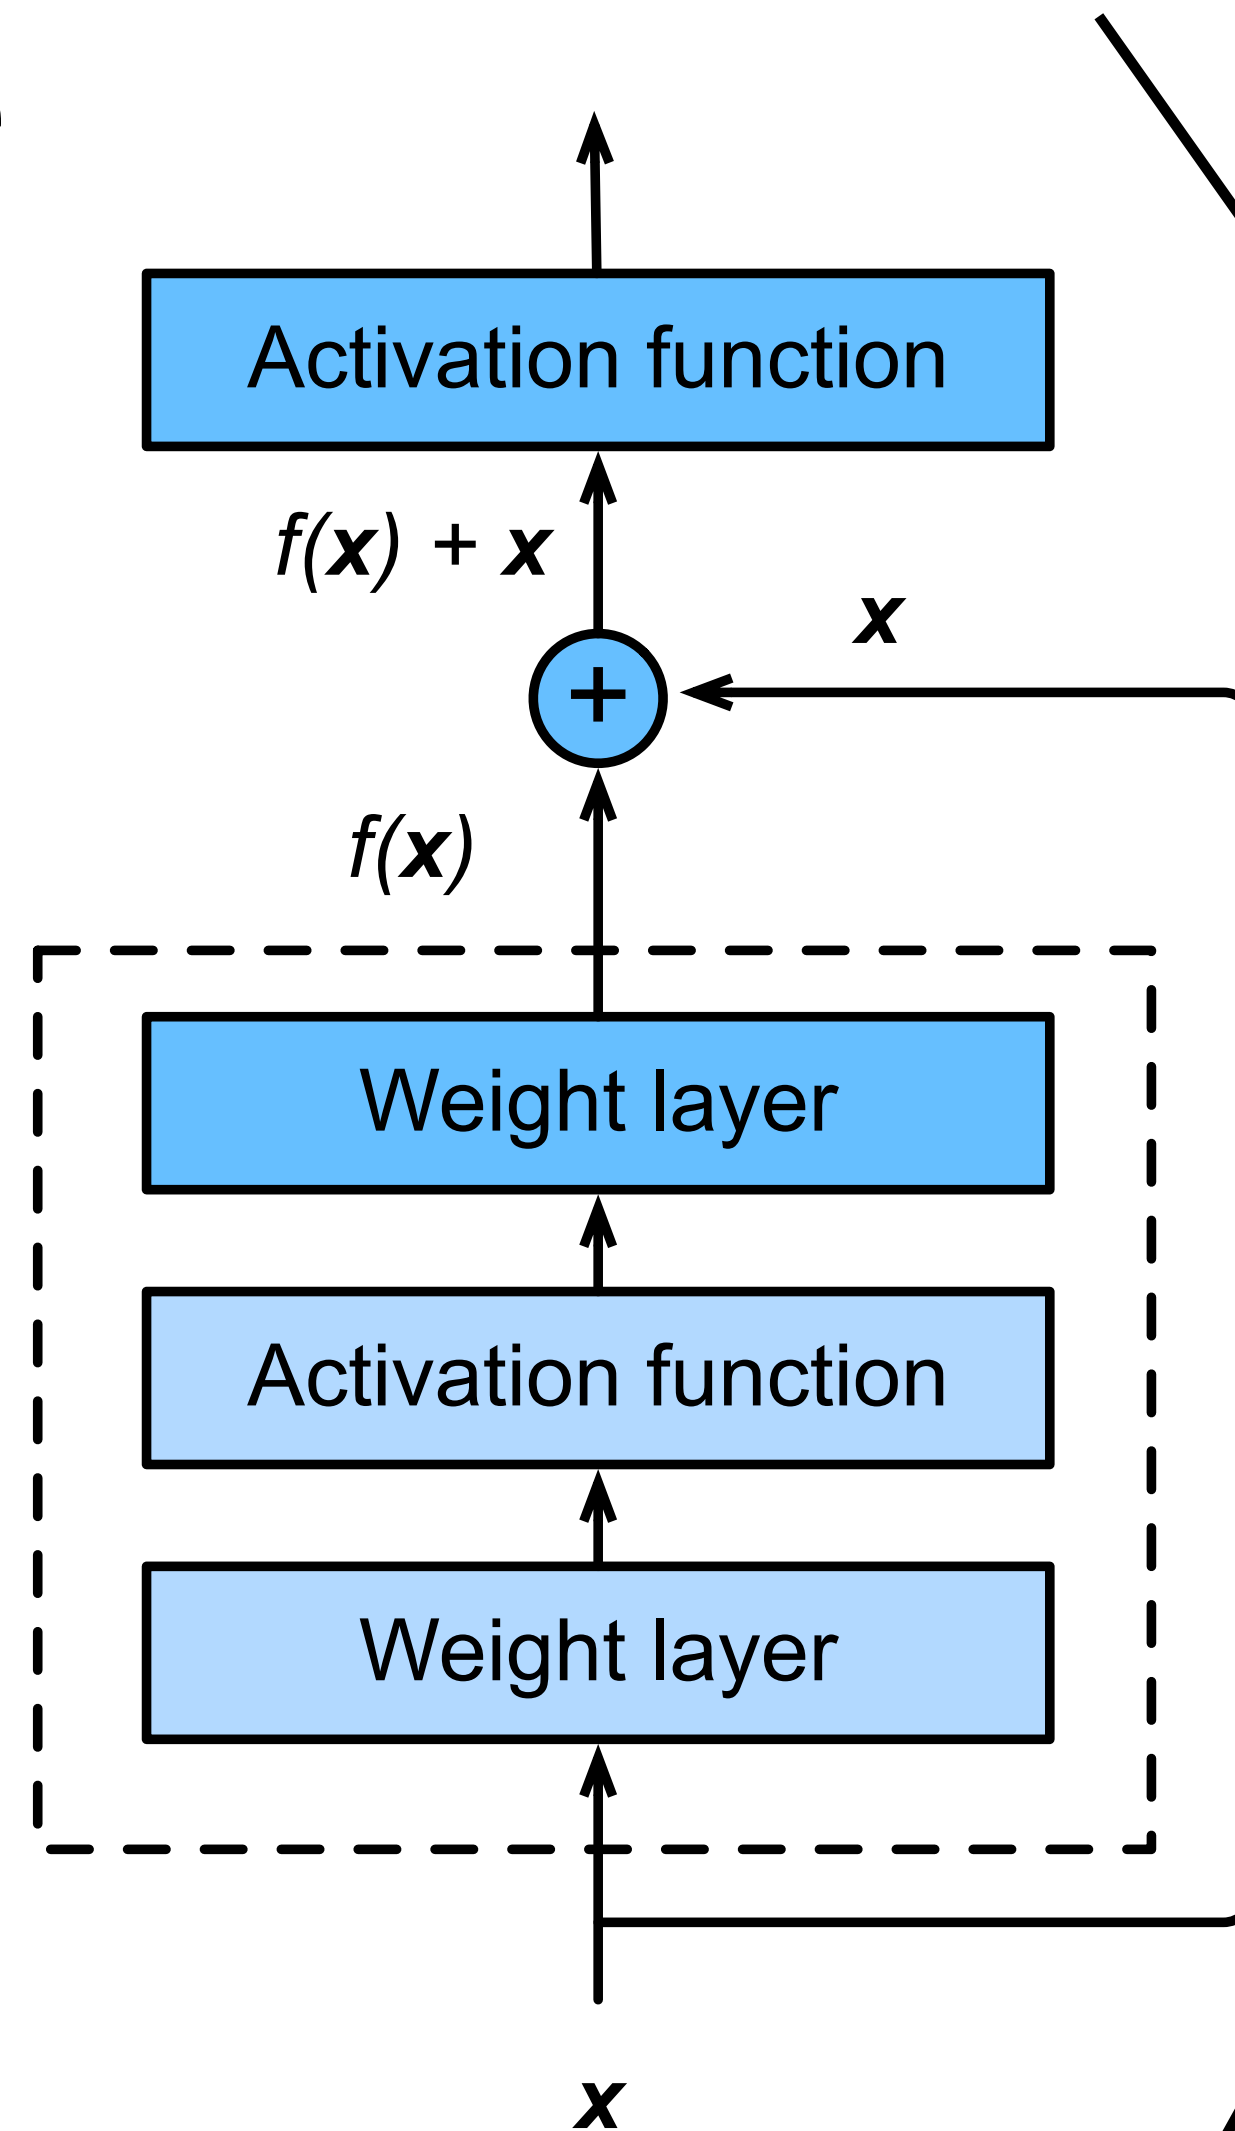 Activation function
f(x) + x
x
+
f(x)
Weight layer
Activation function
Weight layer
x